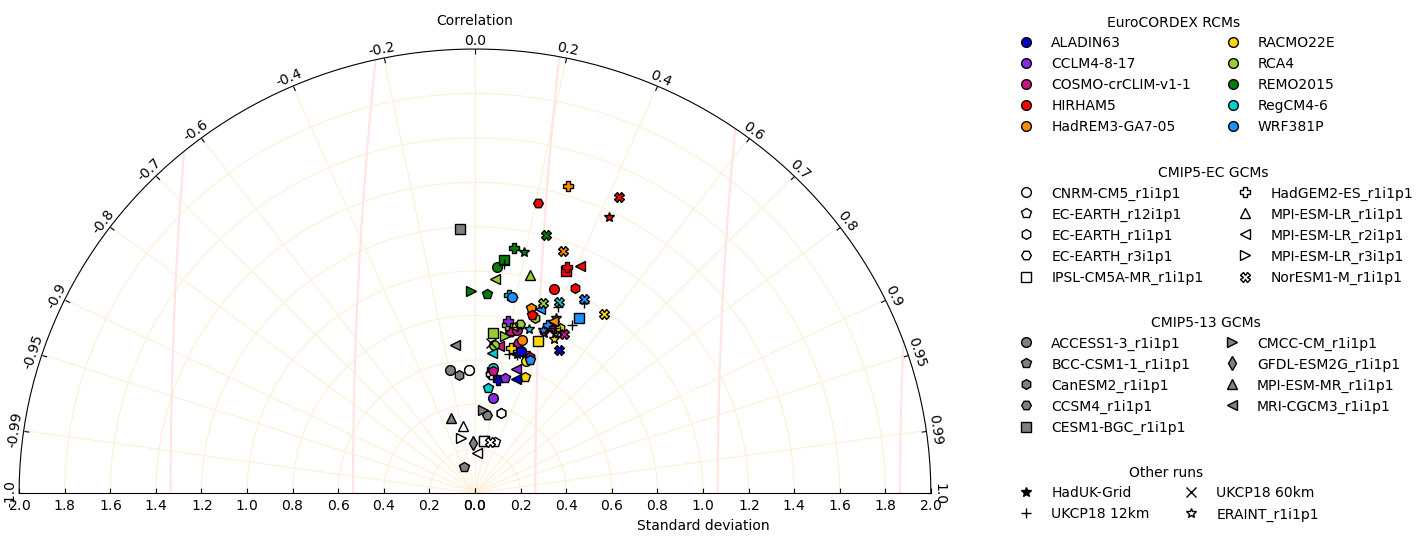 Correlation
-1.0
-0.99
-0.95
-0.9
-0.8
-0.7
-0.6
-0.4
-0.2
0.0
0.2
0.4
0.6
0.7
0.8
0.9
0.95
0.99
1.0
2.0 1.8 1.6 1.4 1.2 1.0 0.8 0.6 0.4 0.2 0.0 0.2 0.4 0.6 0.8 1.0 1.2 1.4 1.6 1.8 2.0
Standard deviation
EuroCORDEX RCMs
ALADIN63 RACMO22E
CCLM4-8-17 RCA4
COSMO-crCLIM-v1-1 REMO2015
HIRHAM5 RegCM4-6
HadREM3-GA7-05 WRF381P
CMIP5-EC GCMs
CNRM-CM5_r1i1p1 HadGEM2-ES_r1i1p1
EC-EARTH_r12i1p1 MPI-ESM-LR_r1i1p1
EC-EARTH_r1i1p1 MPI-ESM-LR_r2i1p1
EC-EARTH_r3i1p1 MPI-ESM-LR_r3i1p1
IPSL-CM5A-MR_r1i1p1 NorESM1-M_r1i1p1
CMIP5-13 GCMs
ACCESS1-3_r1i1p1 CMCC-CM_r1i1p1
BCC-CSM1-1_r1i1p1 GFDL-ESM2G_r1i1p1
CanESM2_r1i1p1 MPI-ESM-MR_r1i1p1
CCSM4_r1i1p1 MRI-CGCM3_r1i1p1
CESM1-BGC_r1i1p1
Other runs
HadUK-Grid UKCP18 60km
UKCP18 12km ERAINT_r1i1p1